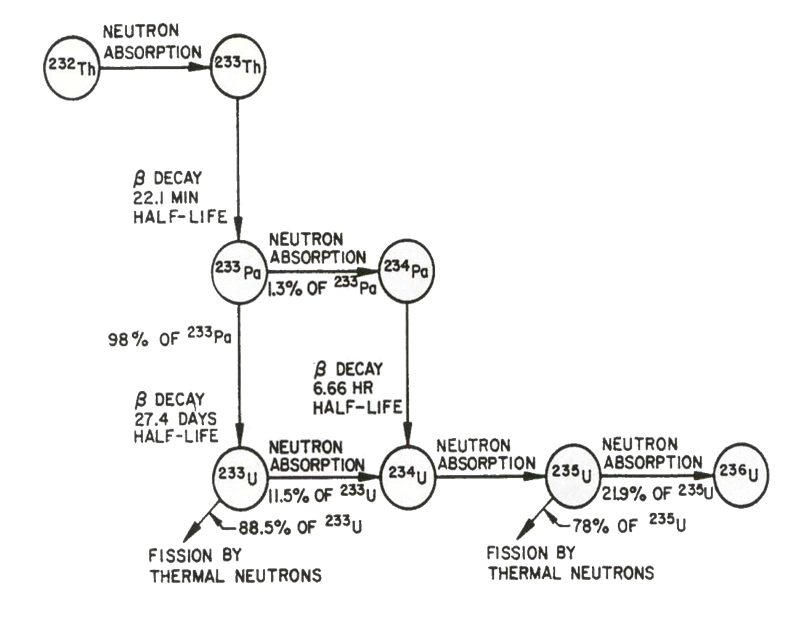 NEUTRON
ABSORPTION
²³²Th
²³³Th
β DECAY
22.1 MIN
HALF-LIFE
NEUTRON
ABSORPTION
²³³Pa
²³⁴Pa
1.3% OF ²³³Pa
98% OF ²³³Pa
β DECAY
6.66 HR
HALF-LIFE
β DECAY
27.4 DAYS
HALF-LIFE
NEUTRON
ABSORPTION
NEUTRON
ABSORPTION
NEUTRON
ABSORPTION
²³³U
²³⁴U
²³⁵U
²³⁶U
11.5% OF ²³³U
21.9% OF ²³⁵U
88.5% OF ²³³U
78% OF ²³⁵U
FISSION BY
THERMAL NEUTRONS
FISSION BY
THERMAL NEUTRONS